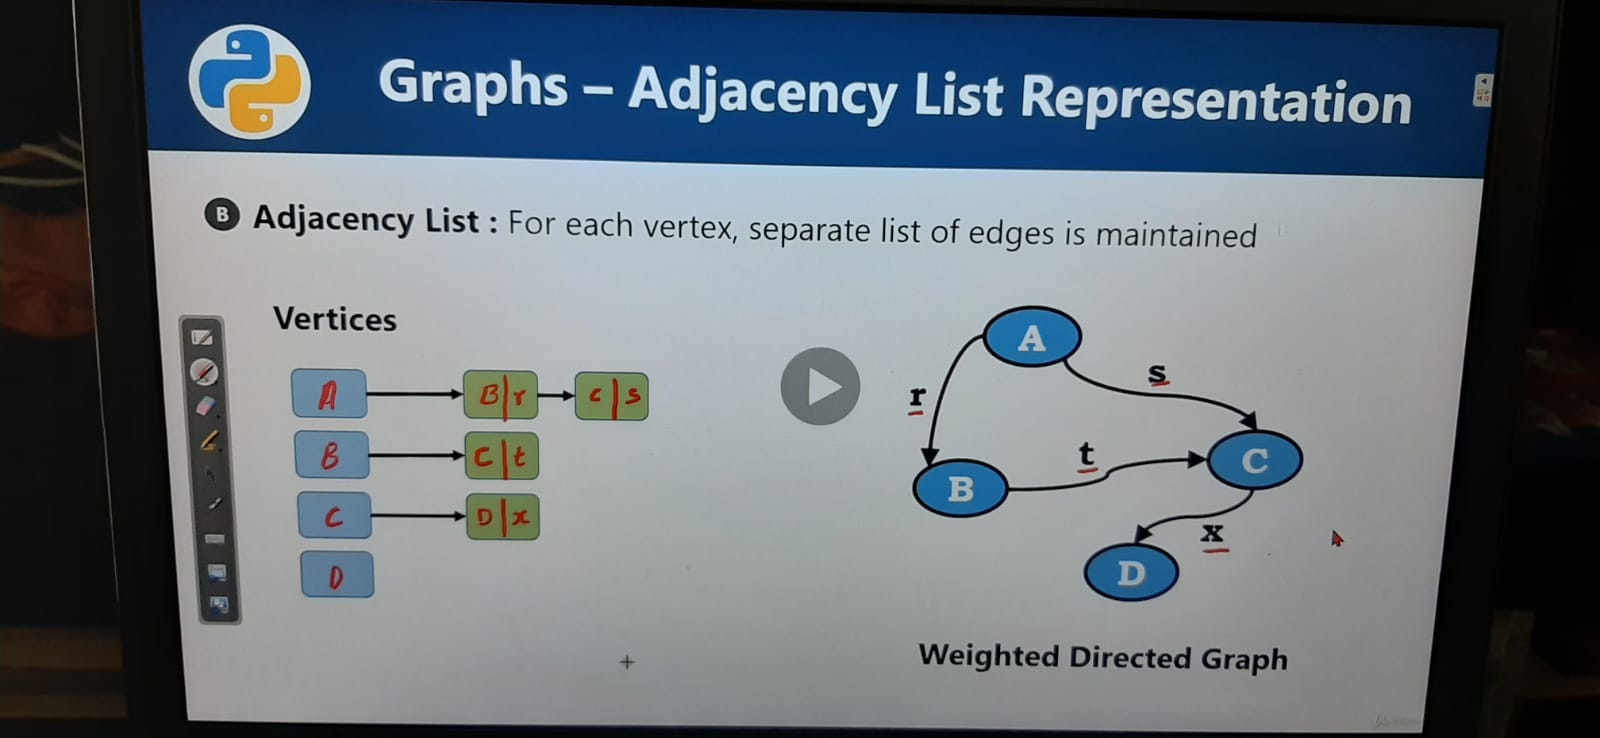 Graphs – Adjacency List Representation
B Adjacency List : For each vertex, separate list of edges is maintained
Vertices
A B|r C|S
B C|t
C D|x
D
A
s
r
t
C
B
x
D
Weighted Directed Graph